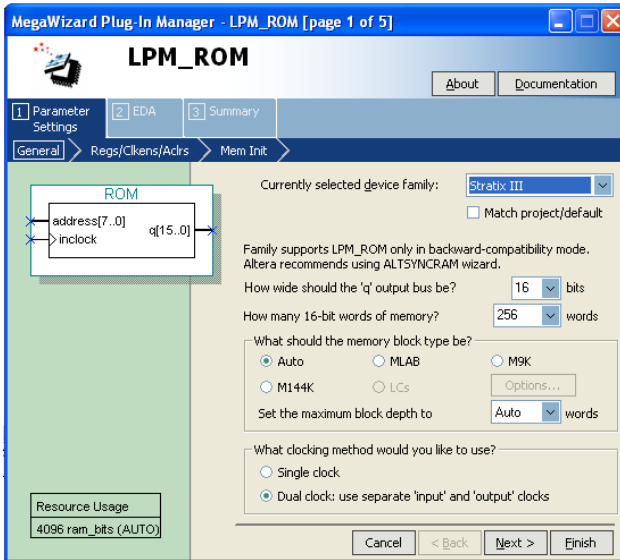 MegaWizard Plug-In Manager - LPM_ROM [page 1 of 5]
LPM_ROM
About
Documentation
1 Parameter Settings
2 EDA
3 Summary
General
Regs/Clkens/Aclrs
Mem Init
ROM
address[7..0]
q[15..0]
inclock
Currently selected device family:
Stratix III
Match project/default
Family supports LPM_ROM only in backward-compatibility mode.
Altera recommends using ALTSYNCRAM wizard.
How wide should the 'q' output bus be? 16 bits
How many 16-bit words of memory? 256 words
What should the memory block type be?
Auto
MLAB
M9K
M144K
LCs
Options...
Set the maximum block depth to Auto words
What clocking method would you like to use?
Single clock
Dual clock: use separate 'input' and 'output' clocks
Resource Usage
4096 ram_bits (AUTO)
Cancel
< Back
Next >
Finish